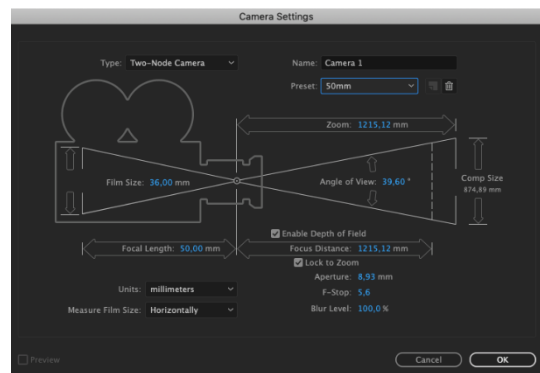 Camera Settings
Type: Two-Node Camera
Name: Camera 1
Preset: 50mm
Zoom: 1215,12 mm
Film Size: 36,00 mm
Angle of View: 39,60 °
Comp Size
874,89 mm
Enable Depth of Field
Focal Length: 50,00 mm
Focus Distance: 1215,12 mm
Lock to Zoom
Aperture: 8,93 mm
Units: millimeters
F-Stop: 5,6
Measure Film Size: Horizontally
Blur Level: 100,0 %
Preview
Cancel
OK